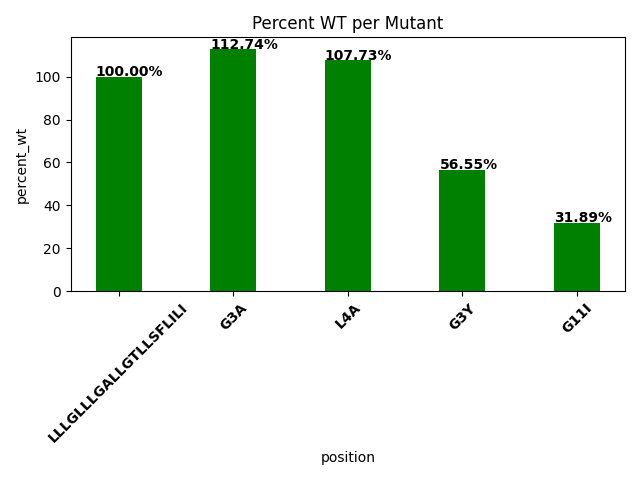 Percent WT per Mutant
100.00%
112.74%
107.73%
56.55%
31.89%
percent_wt
100
80
60
40
20
0
LLLGLLLGALLGTLLSFLILI
G3A
L4A
G3Y
G11I
position